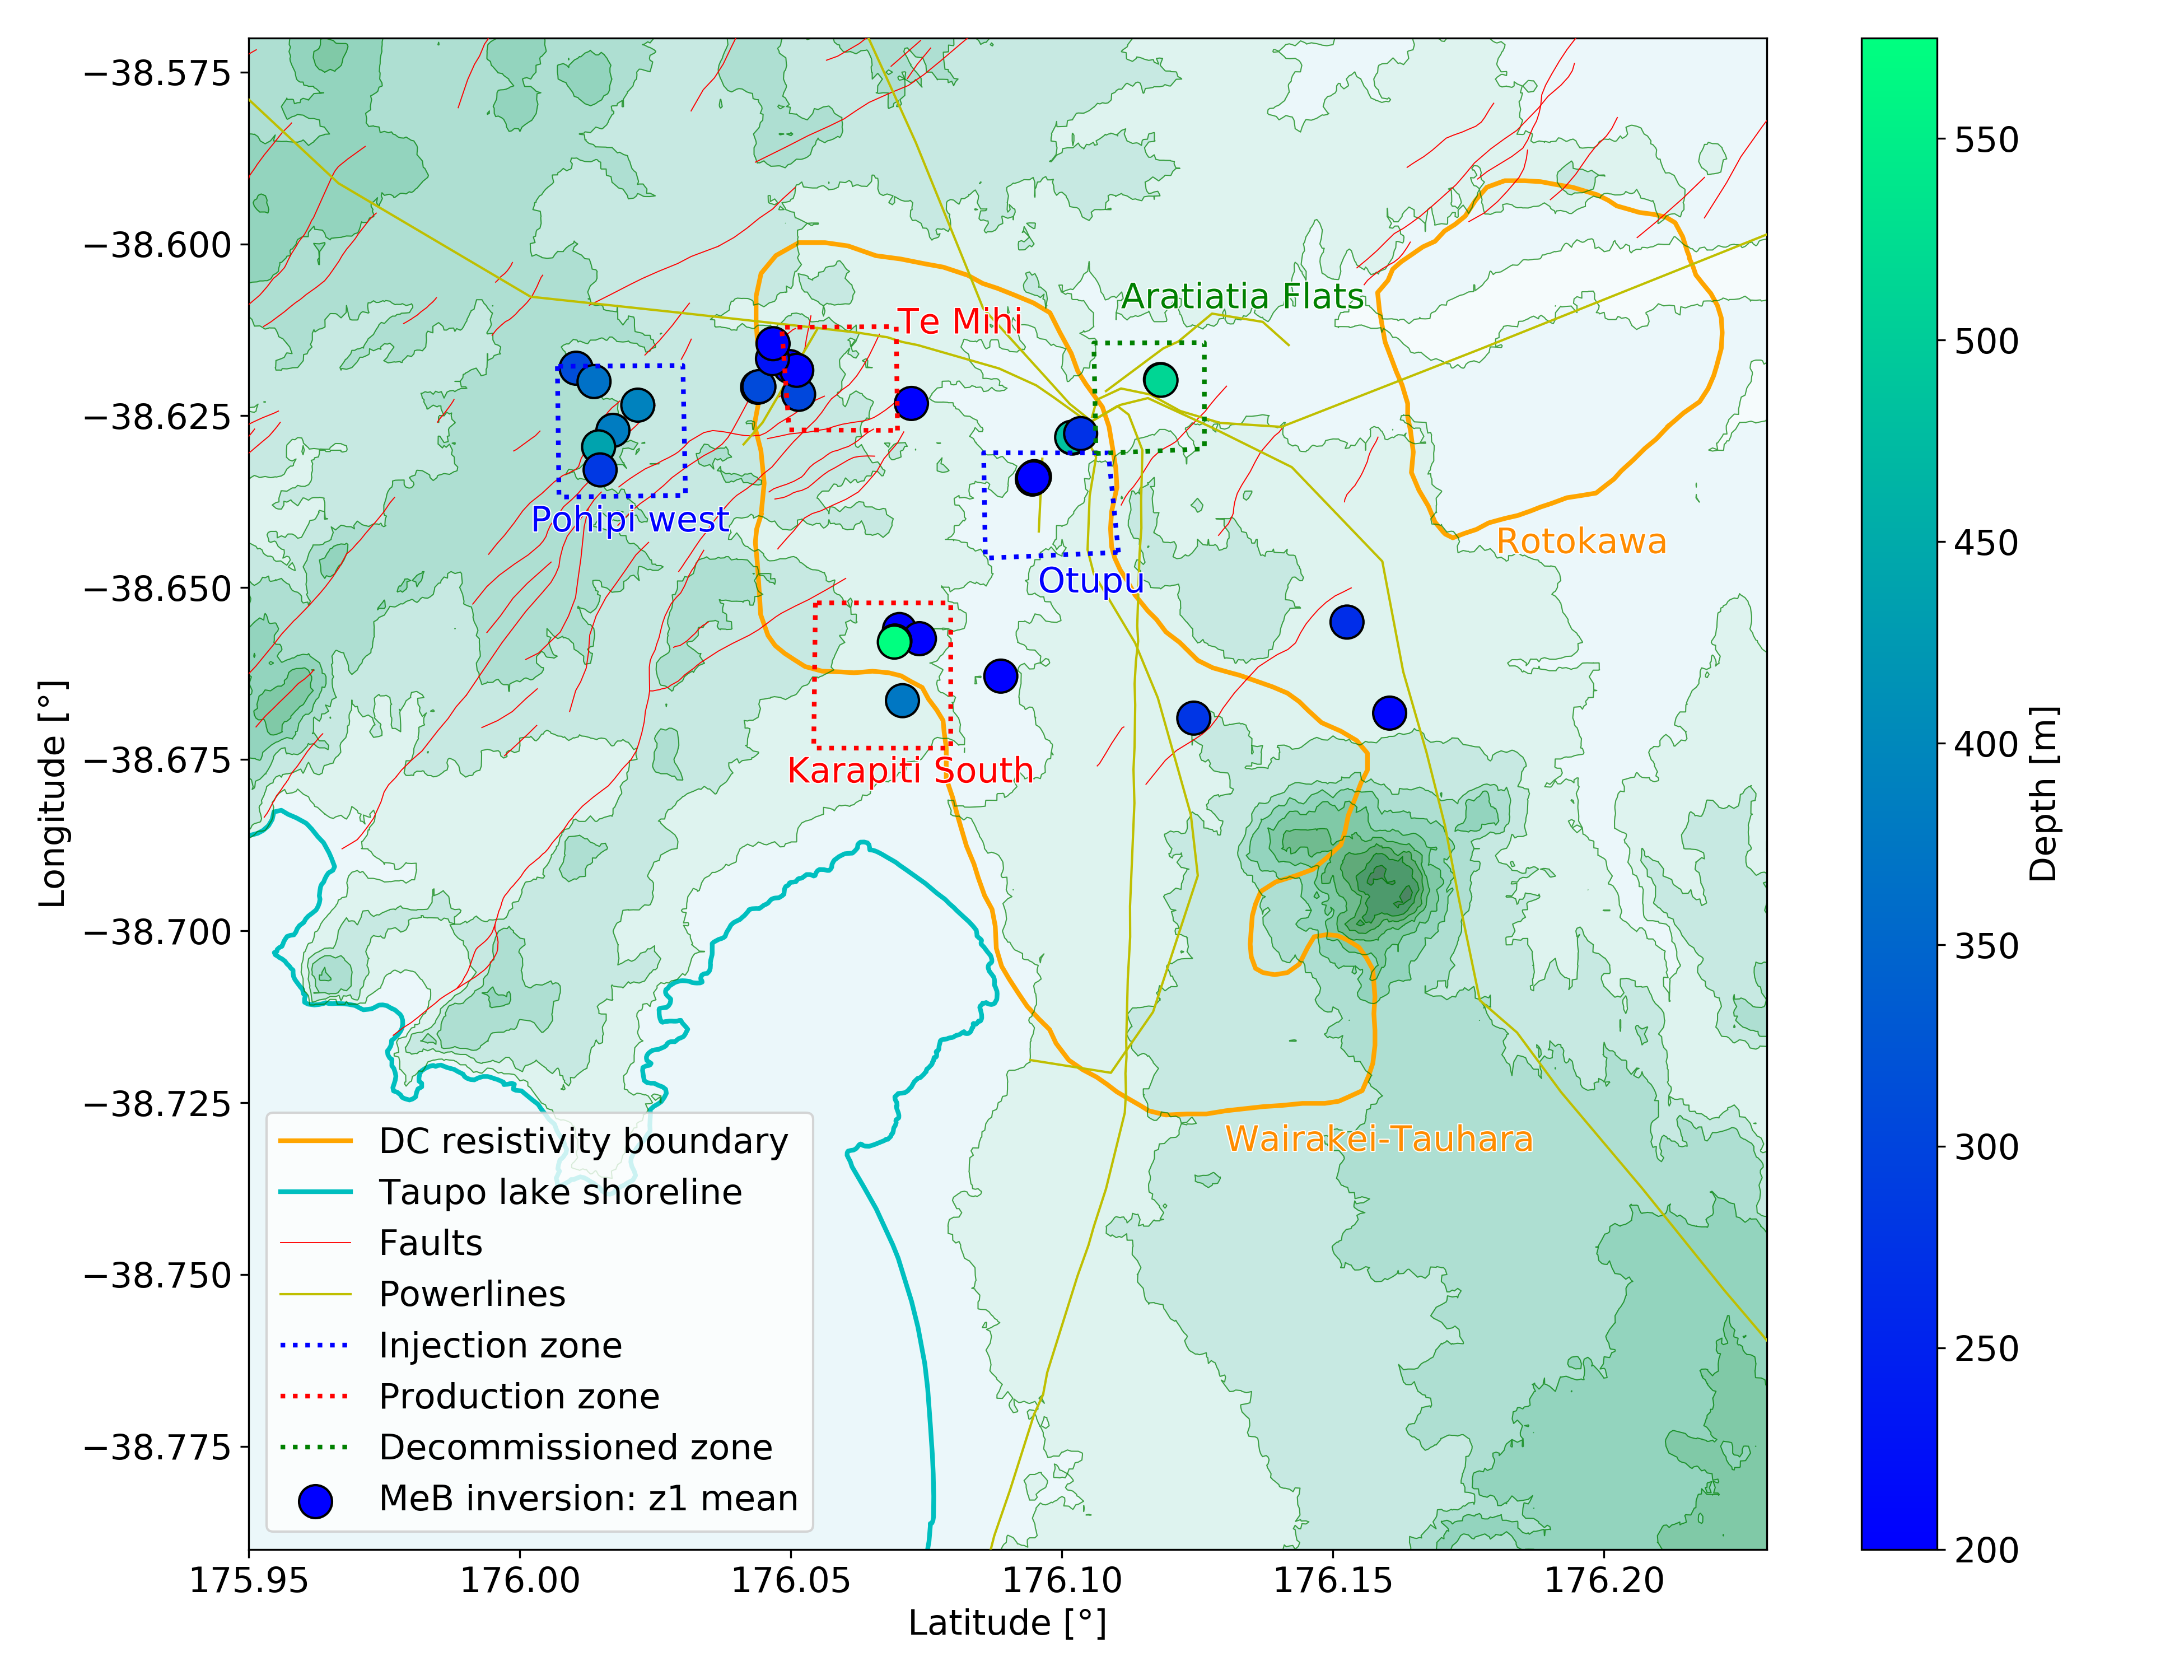 −38.575
−38.600
−38.625
−38.650
−38.675
−38.700
−38.725
−38.750
−38.775
Longitude [°]
175.95
176.00
176.05
176.10
176.15
176.20
Latitude [°]
Te Mihi
Aratiatia Flats
Pohipi west
Otupu
Rotokawa
Karapiti South
Wairakei-Tauhara
DC resistivity boundary
Taupo lake shoreline
Faults
Powerlines
Injection zone
Production zone
Decommissioned zone
MeB inversion: z1 mean
550
500
450
400
350
300
250
200
Depth [m]